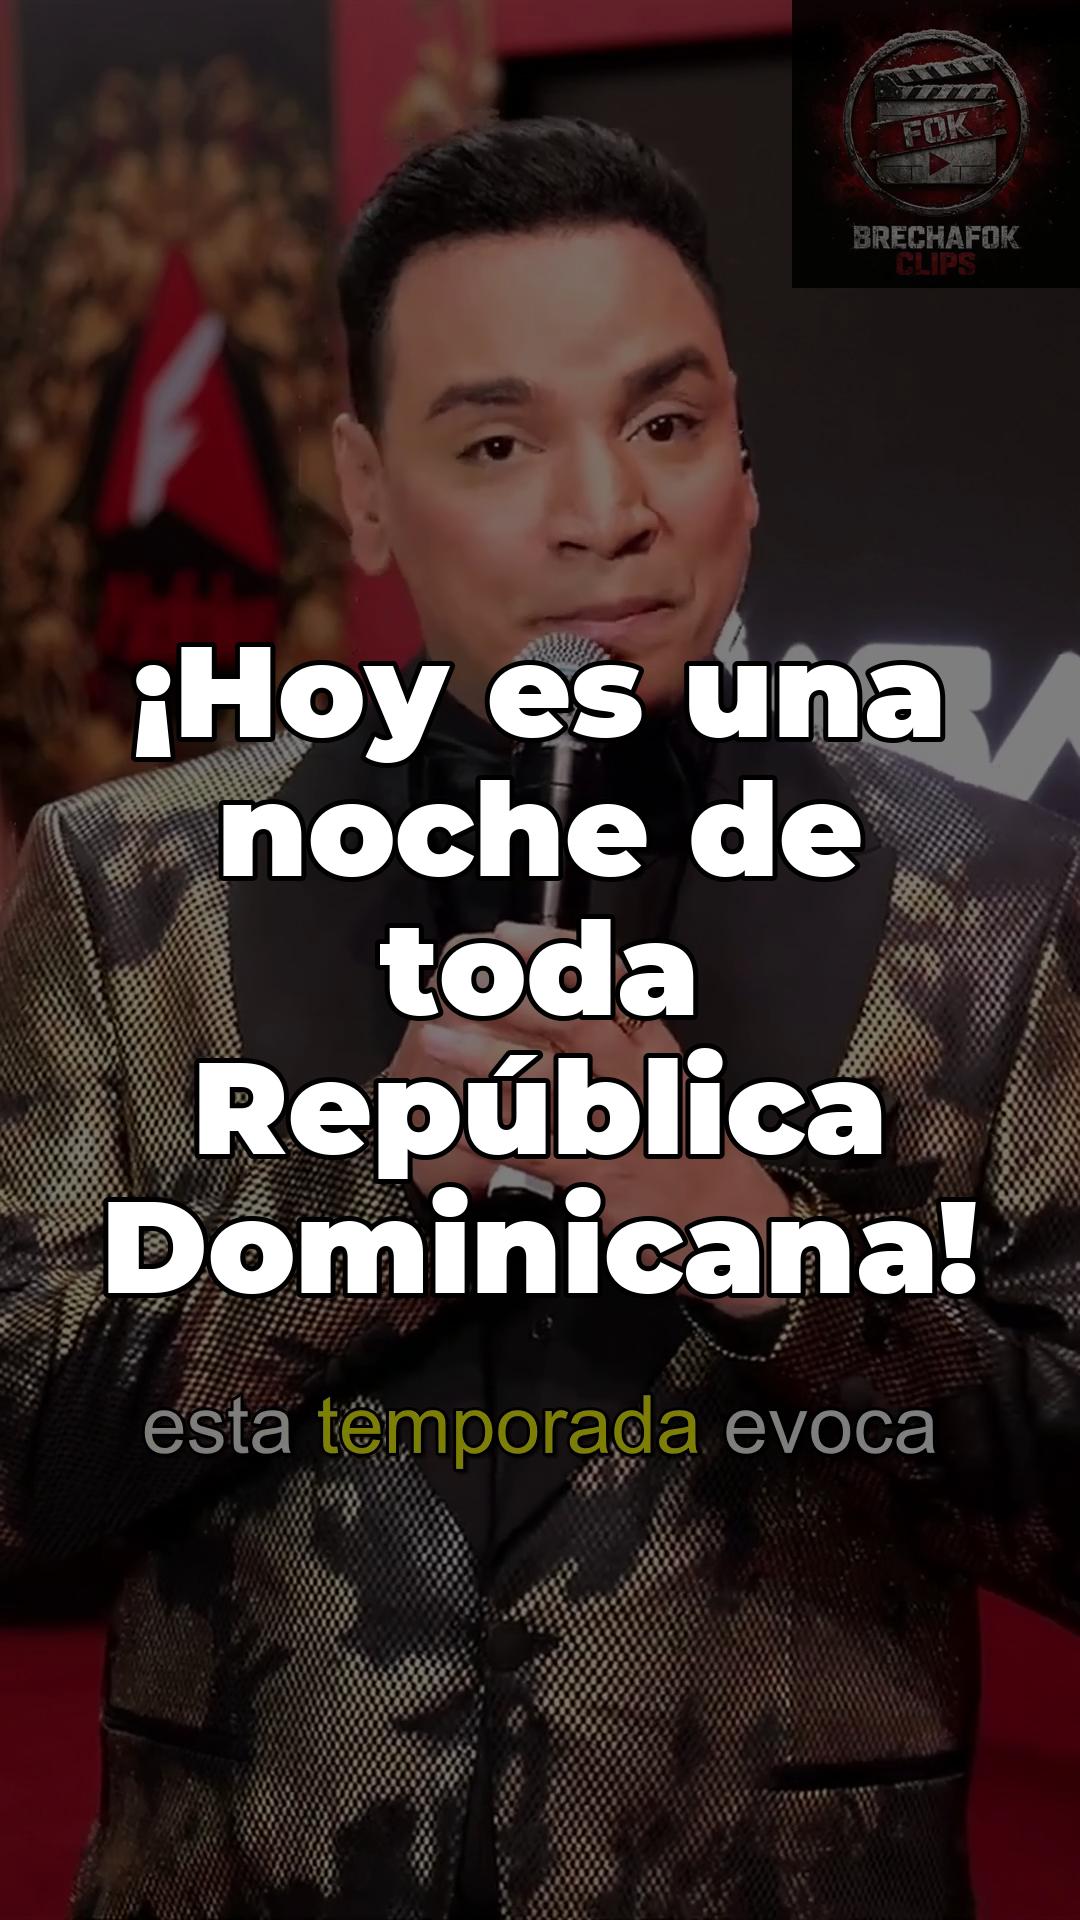 FOK
BRECHAFOK
CLIPS
¡Hoy es una
noche de
toda
República
Dominicana!
esta temporada evoca